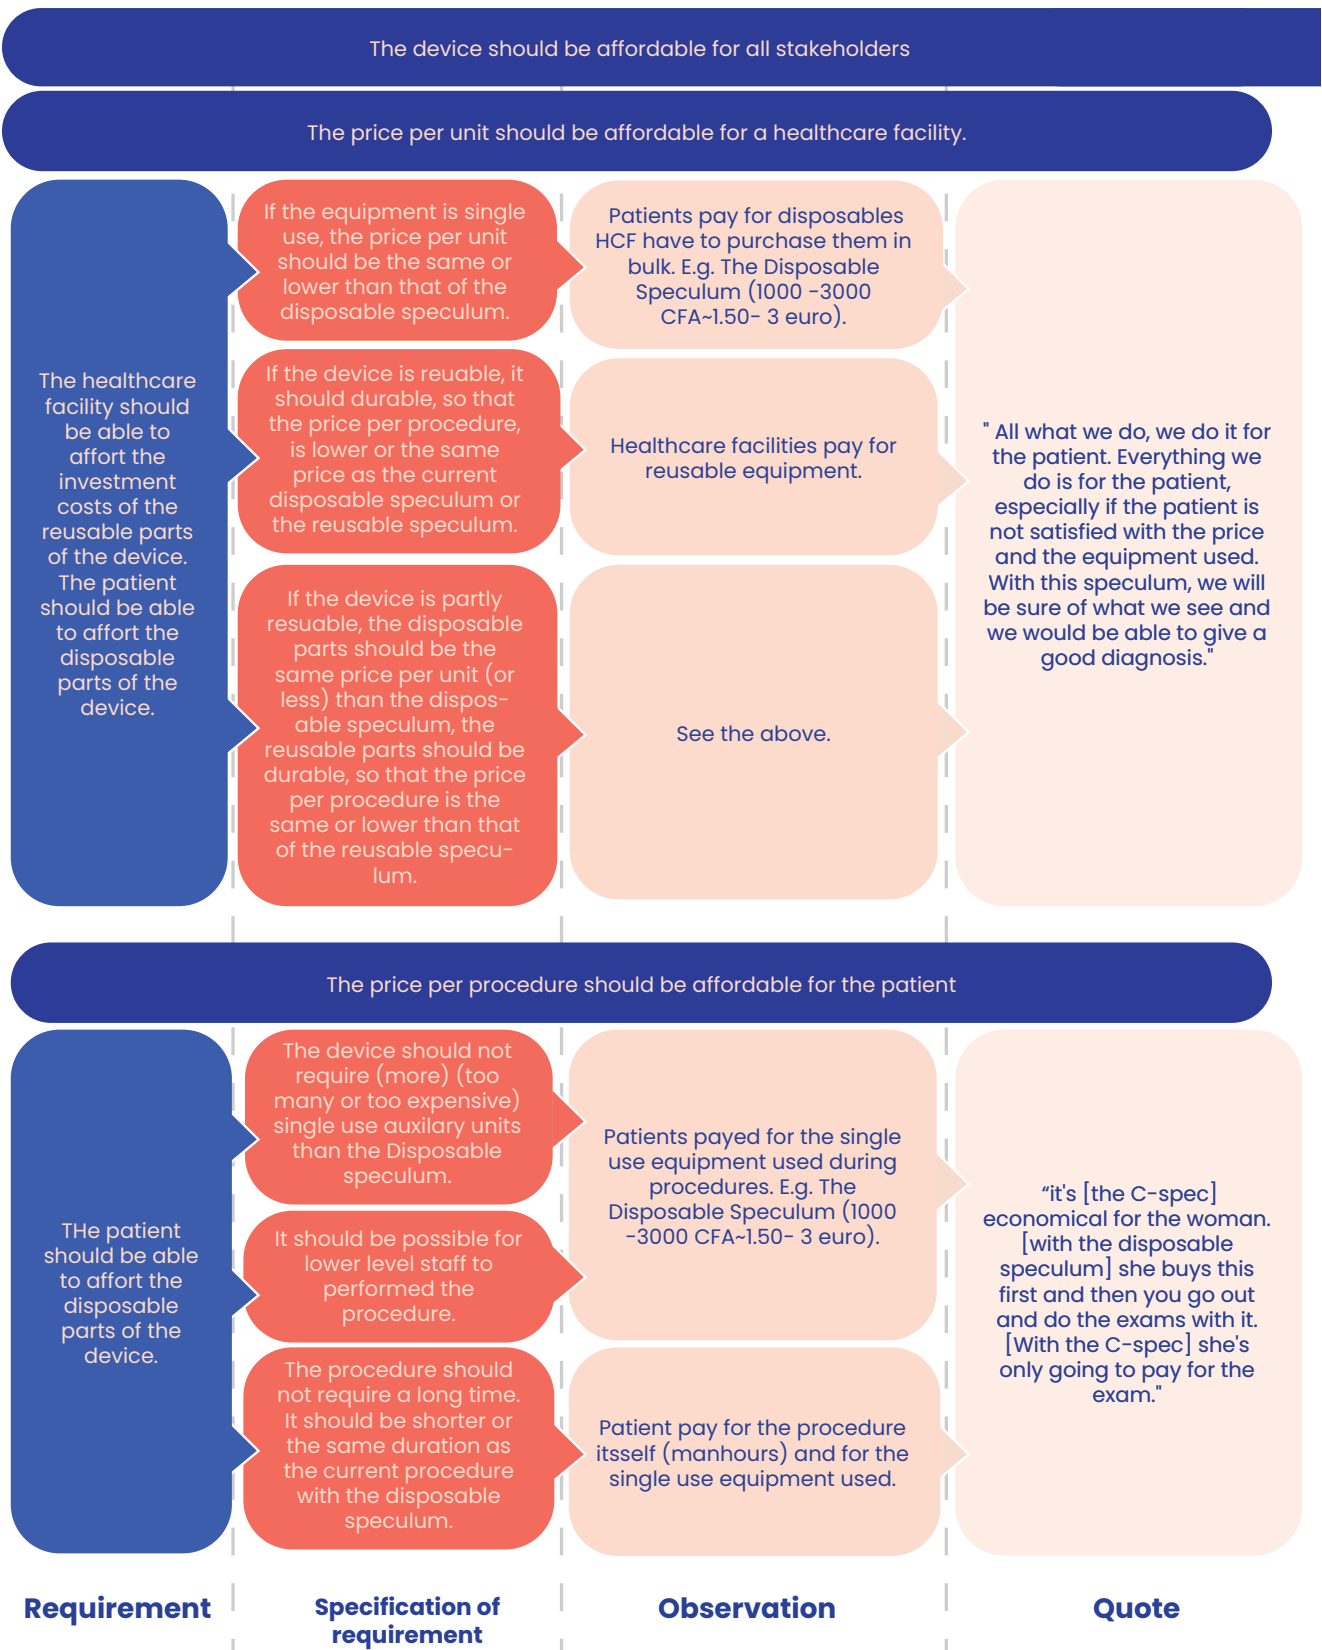 The device should be affordable for all stakeholders
The price per unit should be affordable for a healthcare facility.
The healthcare
facility should
be able to
affort the
investment
costs of the
reusable parts
of the device.
The patient
should be able
to affort the
disposable
parts of the
device.
If the equipment is single
use, the price per unit
should be the same or
lower than that of the
disposable speculum.
If the device is reuable, it
should durable, so that
the price per procedure,
is lower or the same
price as the current
disposable speculum or
the reusable speculum.
If the device is partly
resuable, the disposable
parts should be the
same price per unit (or
less) than the dispos-
able speculum, the
reusable parts should be
durable, so that the price
per procedure is the
same or lower than that
of the reusable specu-
lum.
Patients pay for disposables
HCF have to purchase them in
bulk. E.g. The Disposable
Speculum (1000 -3000
CFA~1.50- 3 euro).
Healthcare facilities pay for
reusable equipment.
See the above.
" All what we do, we do it for
the patient. Everything we
do is for the patient,
especially if the patient is
not satisfied with the price
and the equipment used.
With this speculum, we will
be sure of what we see and
we would be able to give a
good diagnosis."
The price per procedure should be affordable for the patient
THe patient
should be able
to affort the
disposable
parts of the
device.
The device should not
require (more) (too
many or too expensive)
single use auxilary units
than the Disposable
speculum.
It should be possible for
lower level staff to
performed the
procedure.
The procedure should
not require a long time.
It should be shorter or
the same duration as
the current procedure
with the disposable
speculum.
Patients payed for the single
use equipment used during
procedures. E.g. The
Disposable Speculum (1000
-3000 CFA~1.50- 3 euro).
Patient pay for the procedure
itsself (manhours) and for the
single use equipment used.
“it's [the C-spec]
economical for the woman.
[with the disposable
speculum] she buys this
first and then you go out
and do the exams with it.
[With the C-spec] she's
only going to pay for the
exam."
Requirement
Specification of
requirement
Observation
Quote